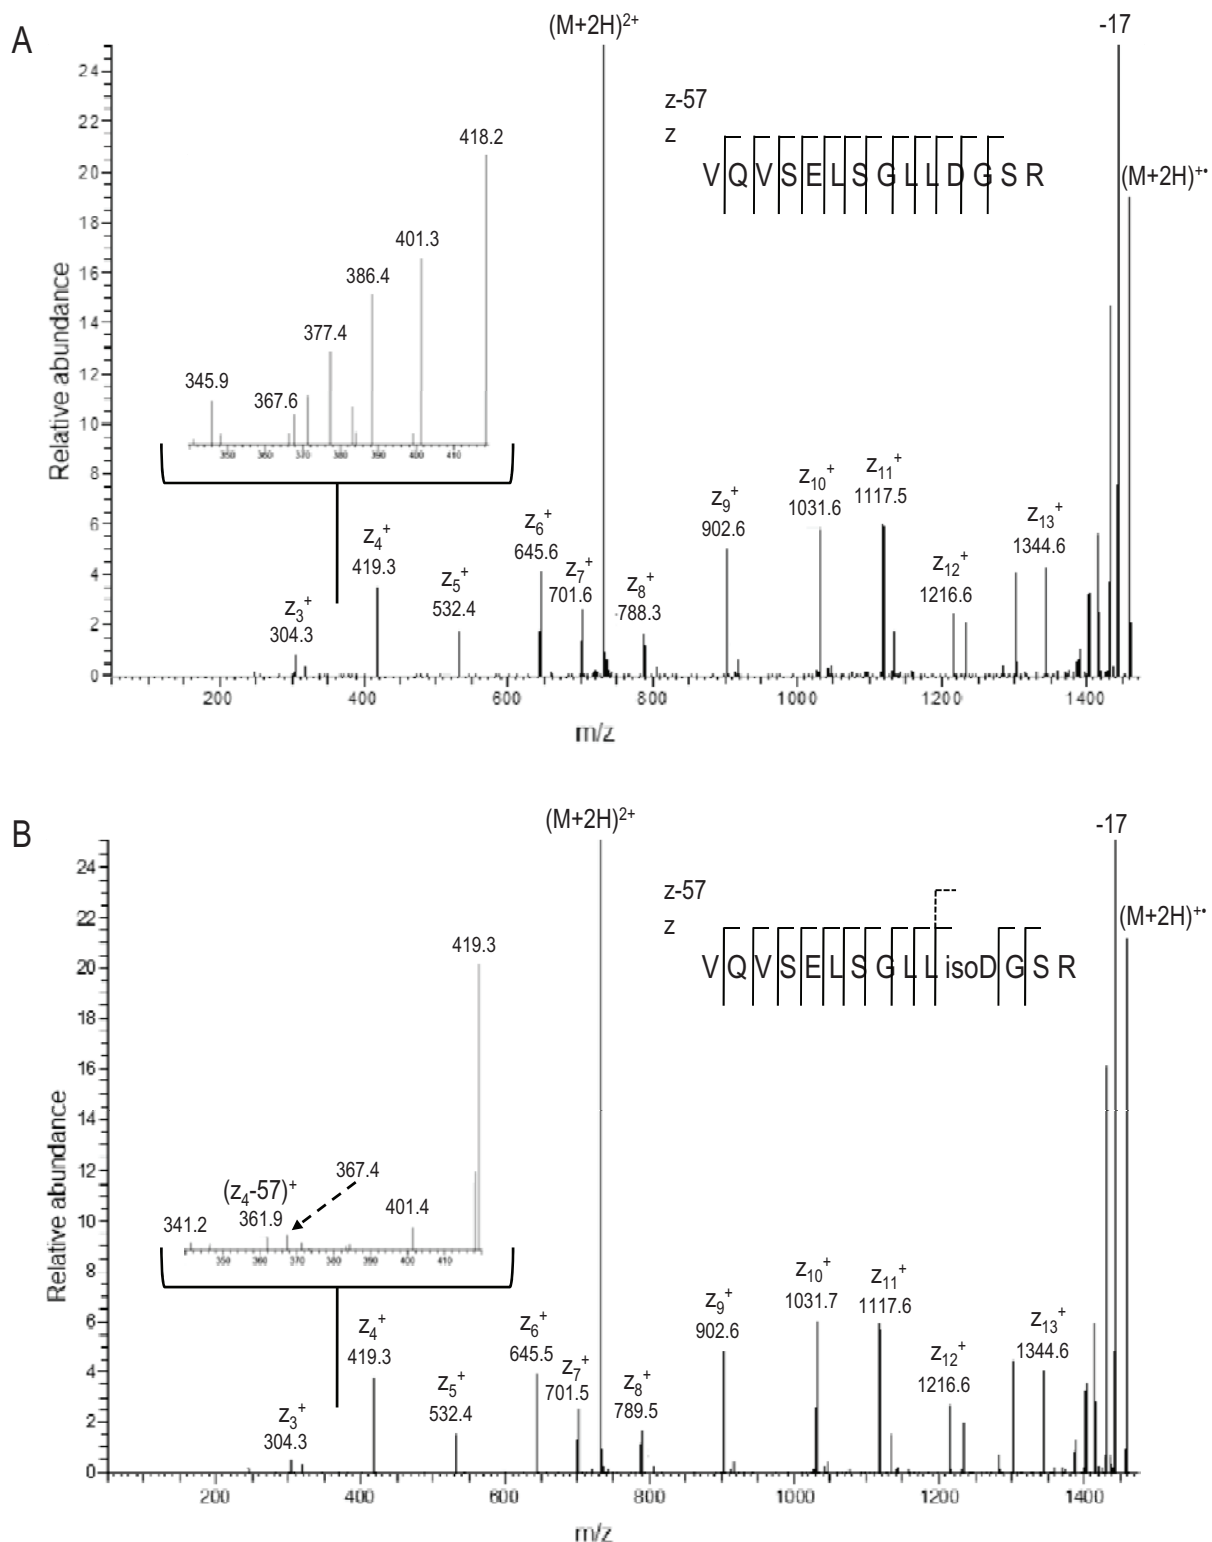 A
(M+2H)2+
-17
z-57
z
VQVSELSGLLDGSR
(M+2H)+•
24
22
20
18
16
14
12
10
8
6
4
2
0
Relative abundance
418.2
401.3
386.4
377.4
345.9
367.6
350 360 370 380 390 400 410
z3+
304.3
z4+
419.3
z5+
532.4
z6+
645.6
z7+
701.6
z8+
788.3
z9+
902.6
z10+
1031.6
z11+
1117.5
z12+
1216.6
z13+
1344.6
200 400 600 800 1000 1200 1400
m/z
B
(M+2H)2+
-17
z-57
z
VQVSELSGLL isoD GSR
(M+2H)+•
24
22
20
18
16
14
12
10
8
6
4
2
0
Relative abundance
419.3
367.4
(z4-57)+
361.9
341.2
401.4
350 360 370 380 390 400 410
z3+
304.3
z4+
419.3
z5+
532.4
z6+
645.5
z7+
701.5
z8+
789.5
z9+
902.6
z10+
1031.7
z11+
1117.6
z12+
1216.6
z13+
1344.6
200 400 600 800 1000 1200 1400
m/z